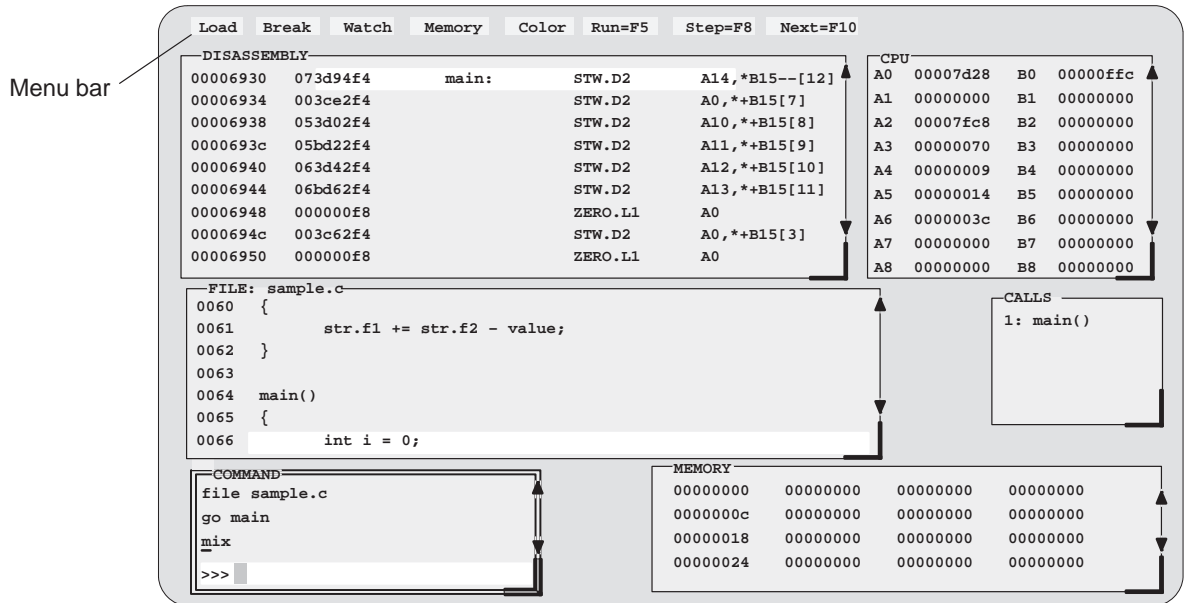 Load Break Watch Memory Color Run=F5 Step=F8 Next=F10
Menu bar
DISASSEMBLY
00006930 073d94f4 main: STW.D2 A14,*B15--[12]
00006934 003ce2f4 STW.D2 A0,*+B15[7]
00006938 053d02f4 STW.D2 A10,*+B15[8]
0000693c 05bd22f4 STW.D2 A11,*+B15[9]
00006940 063d42f4 STW.D2 A12,*+B15[10]
00006944 06bd62f4 STW.D2 A13,*+B15[11]
00006948 000000f8 ZERO.L1 A0
0000694c 003c62f4 STW.D2 A0,*+B15[3]
00006950 000000f8 ZERO.L1 A0
CPU
A0 00007d28 B0 00000ffc
A1 00000000 B1 00000000
A2 00007fc8 B2 00000000
A3 00000070 B3 00000000
A4 00000009 B4 00000000
A5 00000014 B5 00000000
A6 0000003c B6 00000000
A7 00000000 B7 00000000
A8 00000000 B8 00000000
FILE: sample.c
0060 {
0061 str.f1 += str.f2 – value;
0062 }
0063
0064 main()
0065 {
0066 int i = 0;
CALLS
1: main()
COMMAND
file sample.c
go main
mix
>>>
MEMORY
00000000 00000000 00000000 00000000
0000000c 00000000 00000000 00000000
00000018 00000000 00000000 00000000
00000024 00000000 00000000 00000000